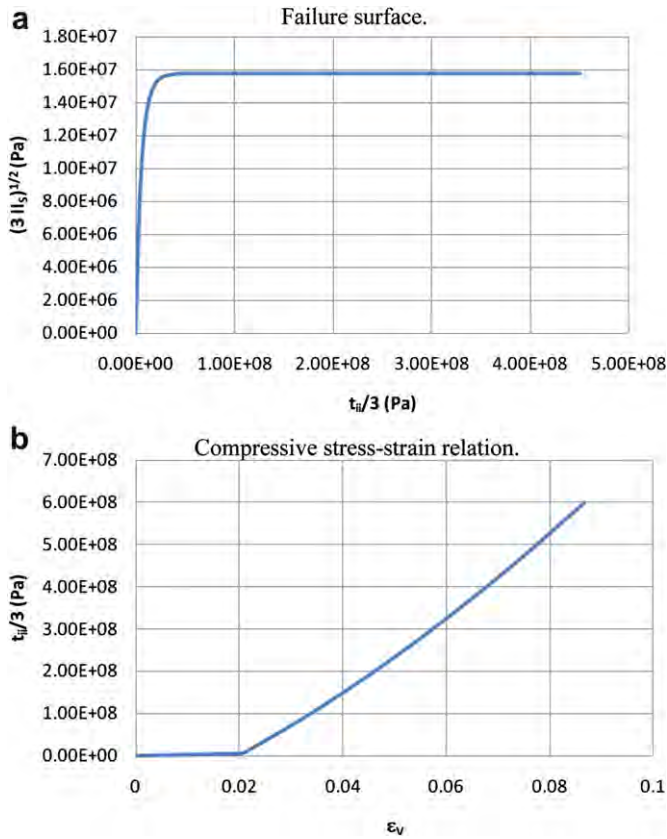 a
Failure surface.
1.80E+07
1.60E+07
1.40E+07
1.20E+07
1.00E+07
8.00E+06
6.00E+06
4.00E+06
2.00E+06
0.00E+00
(3 II_S)^1/2 (Pa)
0.00E+00 1.00E+08 2.00E+08 3.00E+08 4.00E+08 5.00E+08
t_ii/3 (Pa)
b
Compressive stress-strain relation.
7.00E+08
6.00E+08
5.00E+08
4.00E+08
3.00E+08
2.00E+08
1.00E+08
0.00E+00
t_ii/3 (Pa)
0 0.02 0.04 0.06 0.08 0.1
ε_v